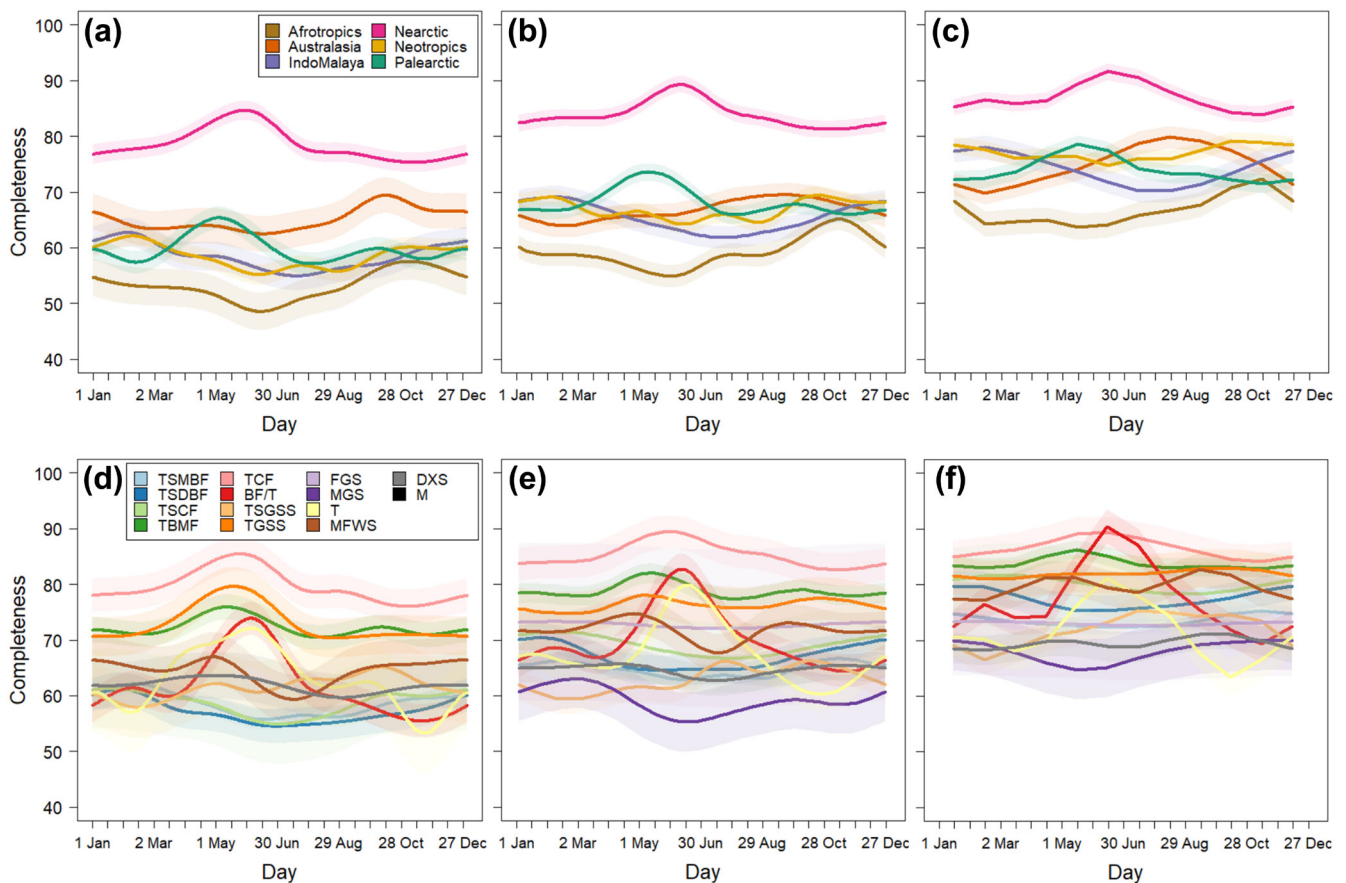 (a)
Afrotropics Nearctic
Australasia Neotropics
IndoMalaya Palearctic
(b)
(c)
Completeness
100
90
80
70
60
50
40
1 Jan 2 Mar 1 May 30 Jun 29 Aug 28 Oct 27 Dec
1 Jan 2 Mar 1 May 30 Jun 29 Aug 28 Oct 27 Dec
1 Jan 2 Mar 1 May 30 Jun 29 Aug 28 Oct 27 Dec
Day
Day
Day
(d)
TSMBF TCF FGS DXS
TSDBF BF/T MGS M
TSCF TSGSS T
TBMF TGSS MFWS
(e)
(f)
Completeness
100
90
80
70
60
50
40
1 Jan 2 Mar 1 May 30 Jun 29 Aug 28 Oct 27 Dec
1 Jan 2 Mar 1 May 30 Jun 29 Aug 28 Oct 27 Dec
1 Jan 2 Mar 1 May 30 Jun 29 Aug 28 Oct 27 Dec
Day
Day
Day